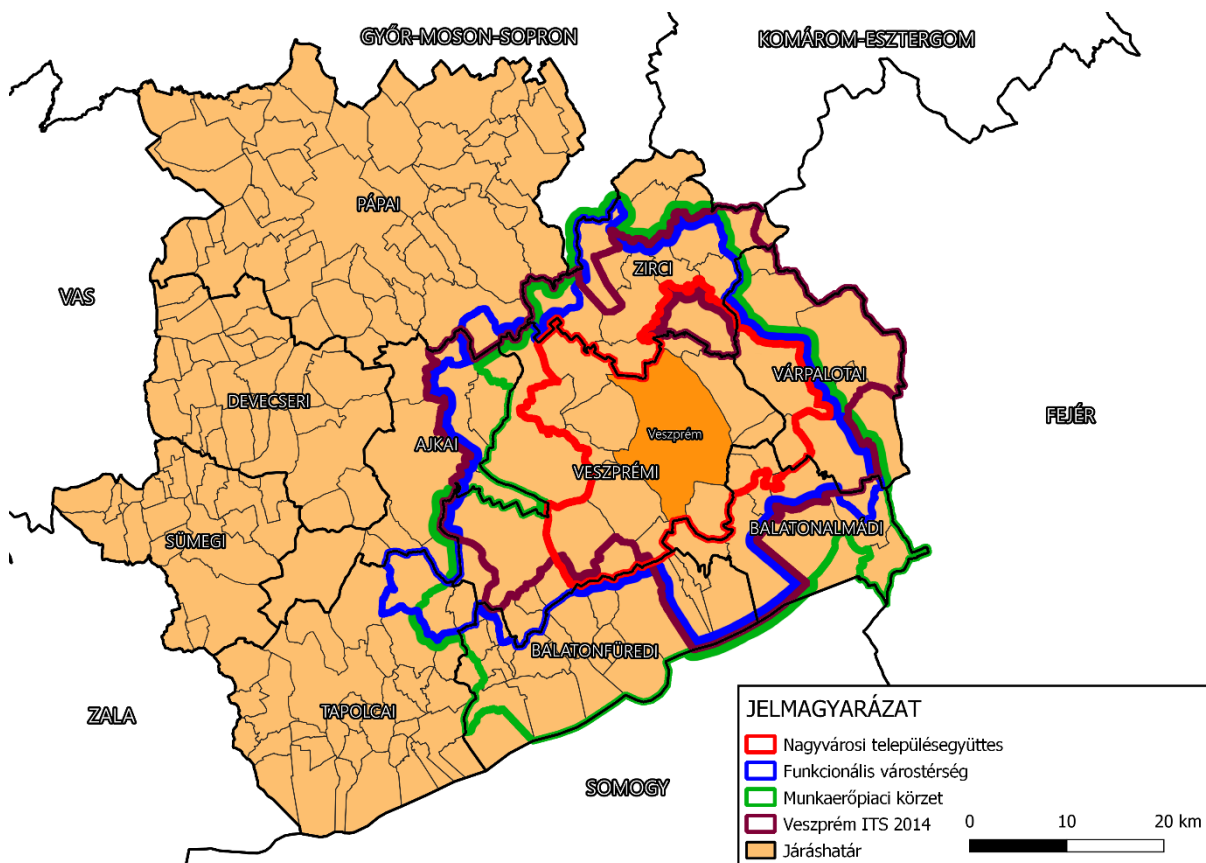 GYŐR-MOSON-SOPRON
KOMÁROM-ESZTERGOM
PÁPAI
ZIRCI
VAS
VÁRPALOTAI
DEVECSERI
FEJÉR
Veszprém
AJKAI
VESZPRÉMI
BALATONALMÁDI
SÜMEGI
BALATONFÜREDI
TAPOLCAI
ZALA
SOMOGY
JELMAGYARÁZAT
Nagyvárosi településegyüttes
Funkcionális várostérség
Munkaerőpiaci körzet
Veszprém ITS 2014
Járáshatár
0 10 20 km